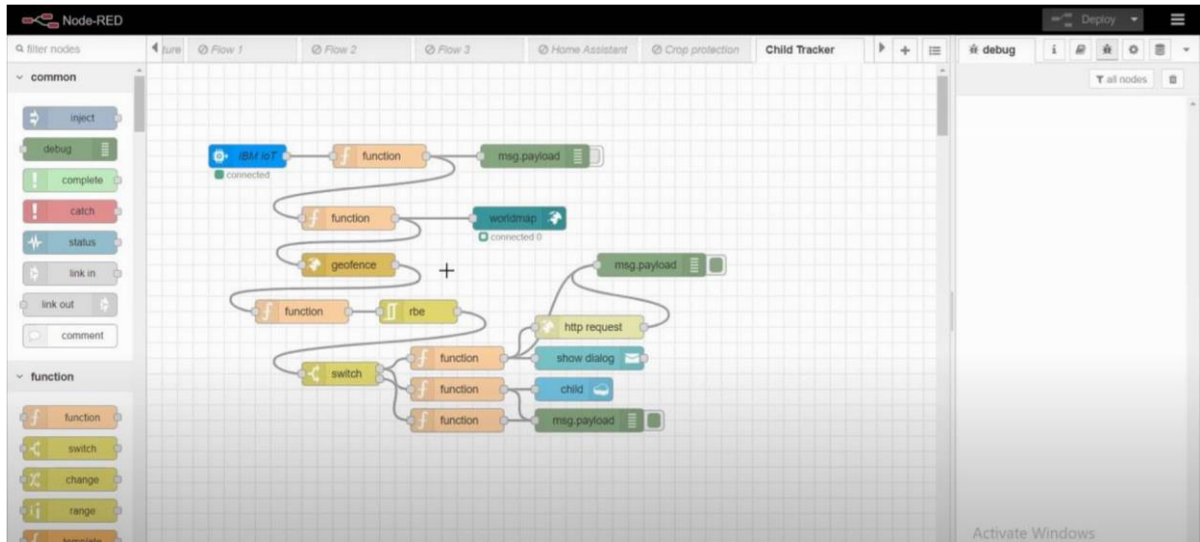 Node-RED
Deploy
filter nodes
ture
Flow 1
Flow 2
Flow 3
Home Assistant
Crop protection
Child Tracker
debug
i
all nodes
common
inject
debug
complete
catch
status
link in
link out
comment
function
function
switch
change
range
template
IBM IoT
connected
function
msg.payload
function
worldmap
connected 0
geofence
msg.payload
function
rbe
http request
switch
function
show dialog
function
child
function
msg.payload
Activate Windows